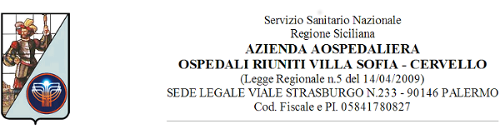 Servizio Sanitario Nazionale
Regione Siciliana
AZIENDA AOSPEDALIERA
OSPEDALI RIUNITI VILLA SOFIA - CERVELLO
(Legge Regionale n.5 del 14/04/2009)
SEDE LEGALE VIALE STRASBURGO N.233 - 90146 PALERMO
Cod. Fiscale e PI. 05841780827